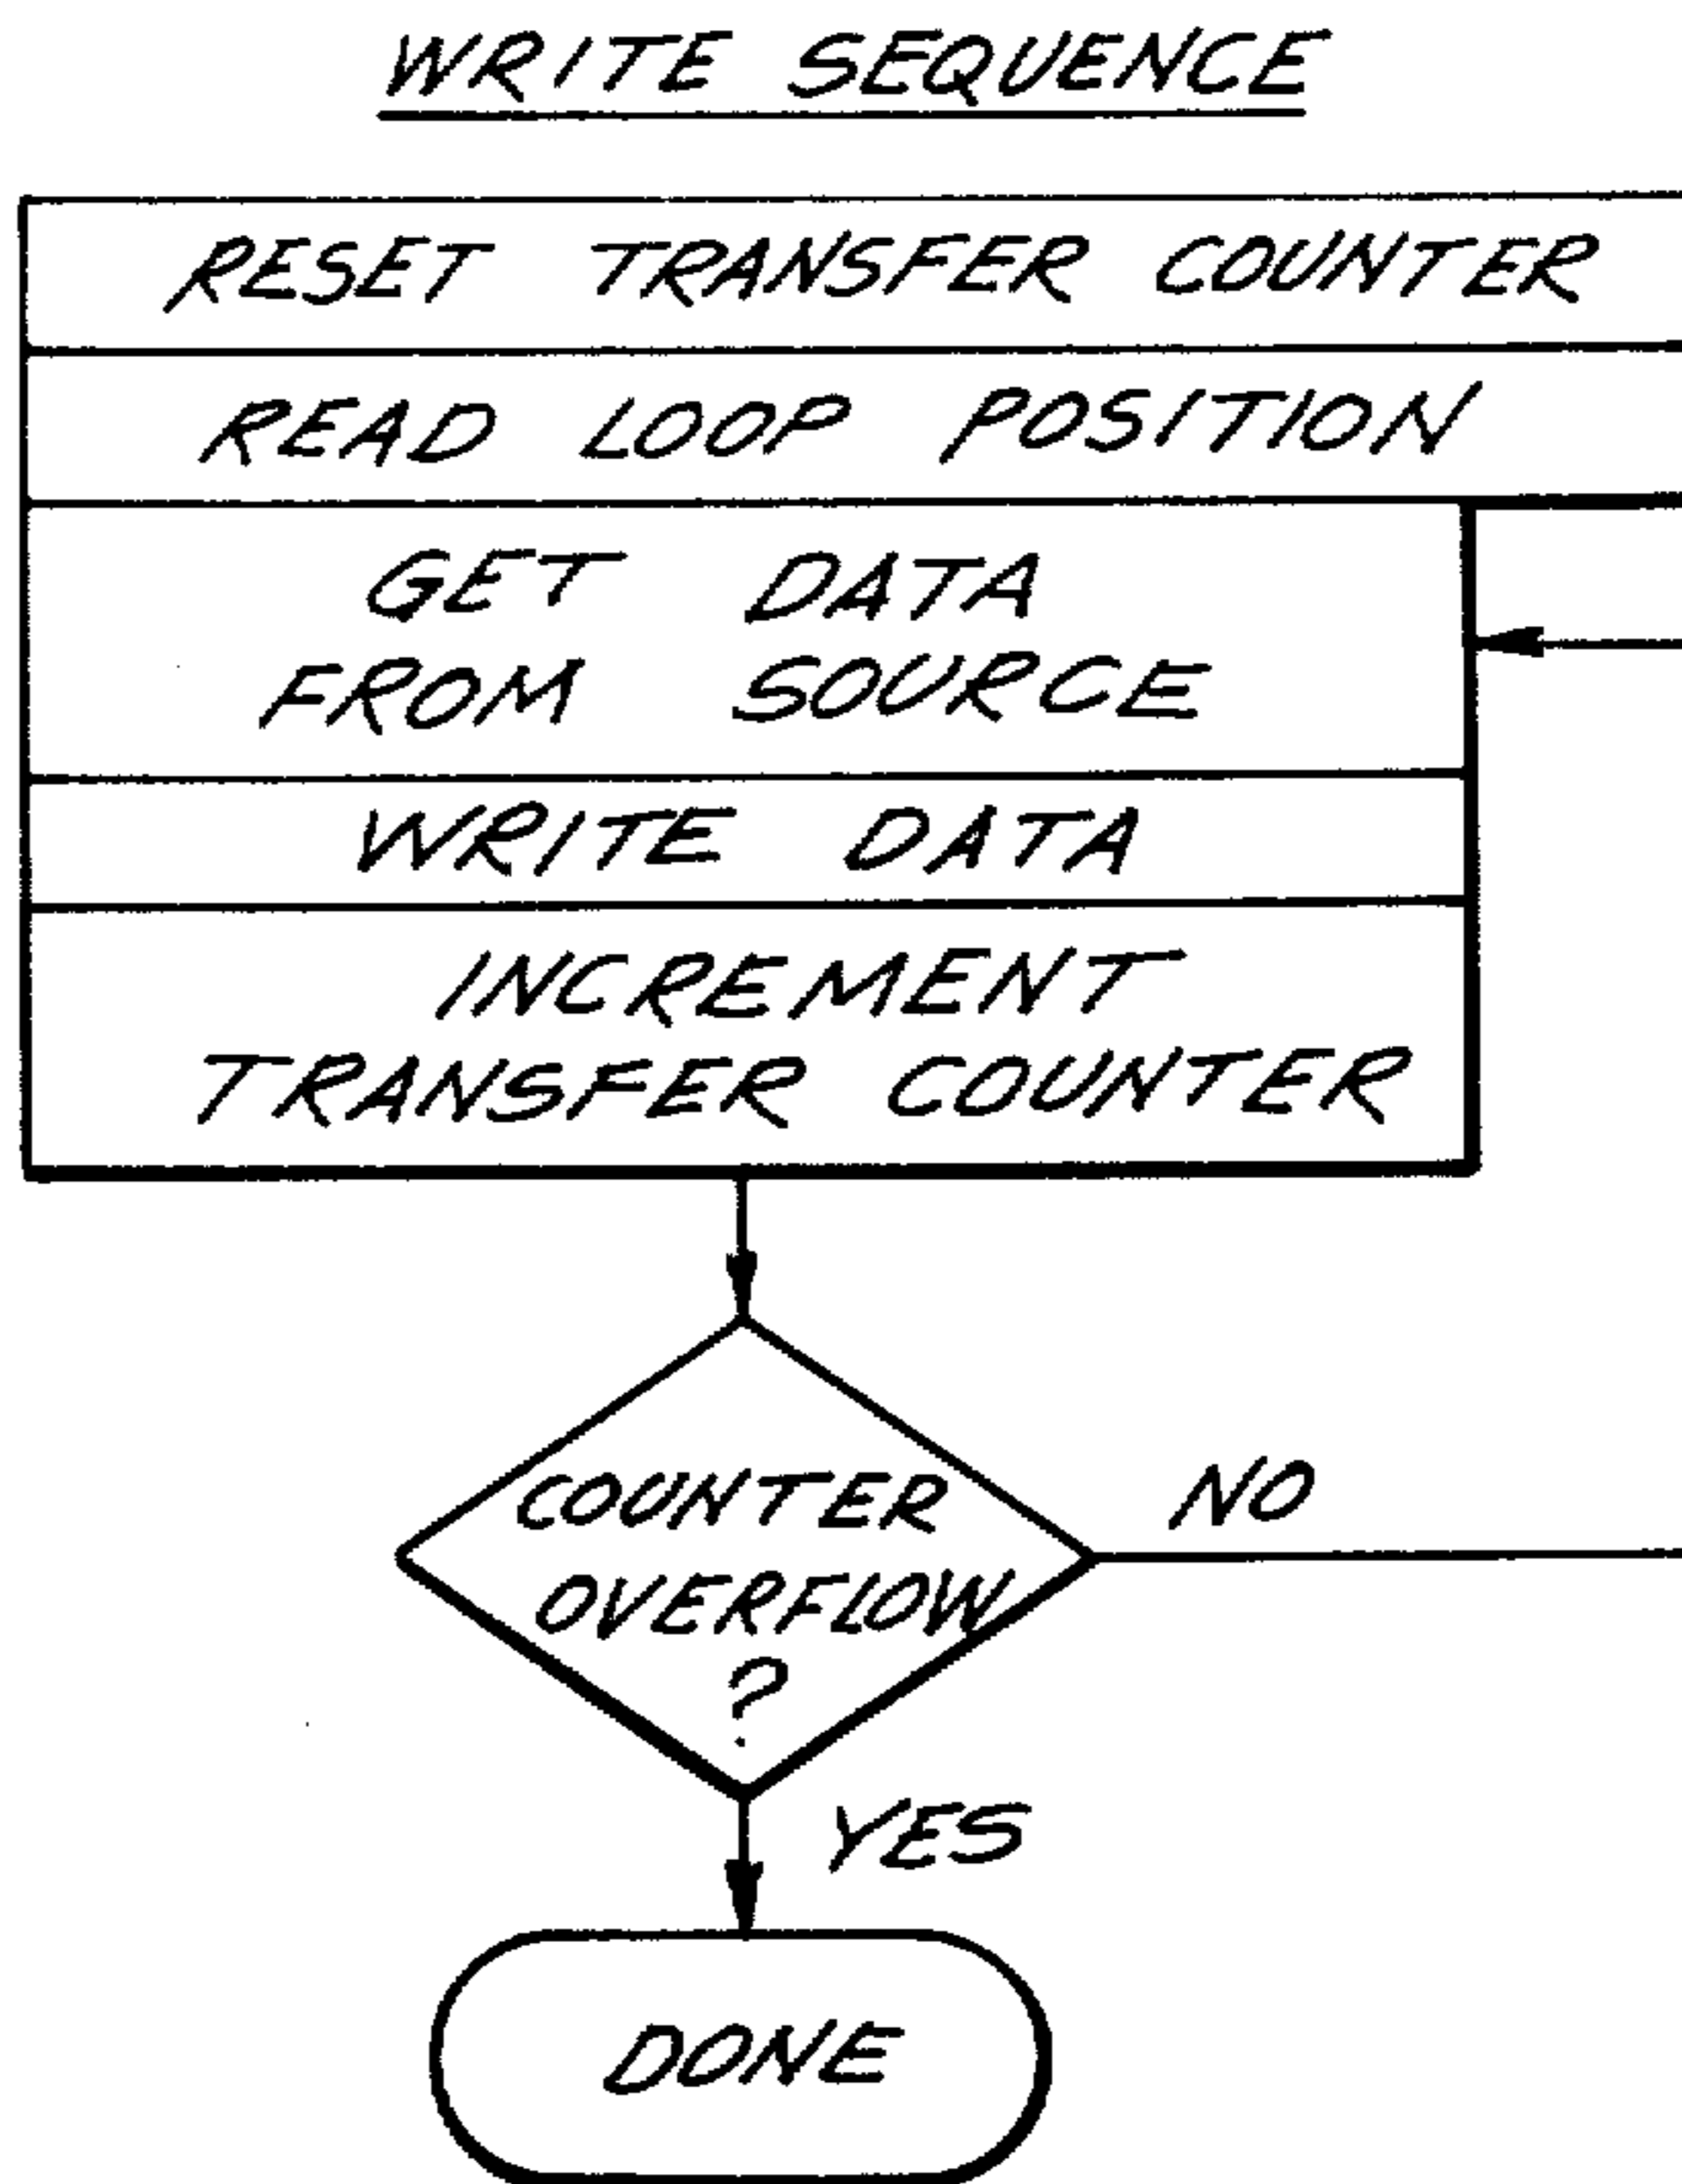 WRITE SEQUENCE
RESET TRANSFER COUNTER
READ LOOP POSITION
GET DATA
FROM SOURCE
WRITE DATA
INCREMENT
TRANSFER COUNTER
COUNTER
OVERFLOW
?
NO
YES
DONE